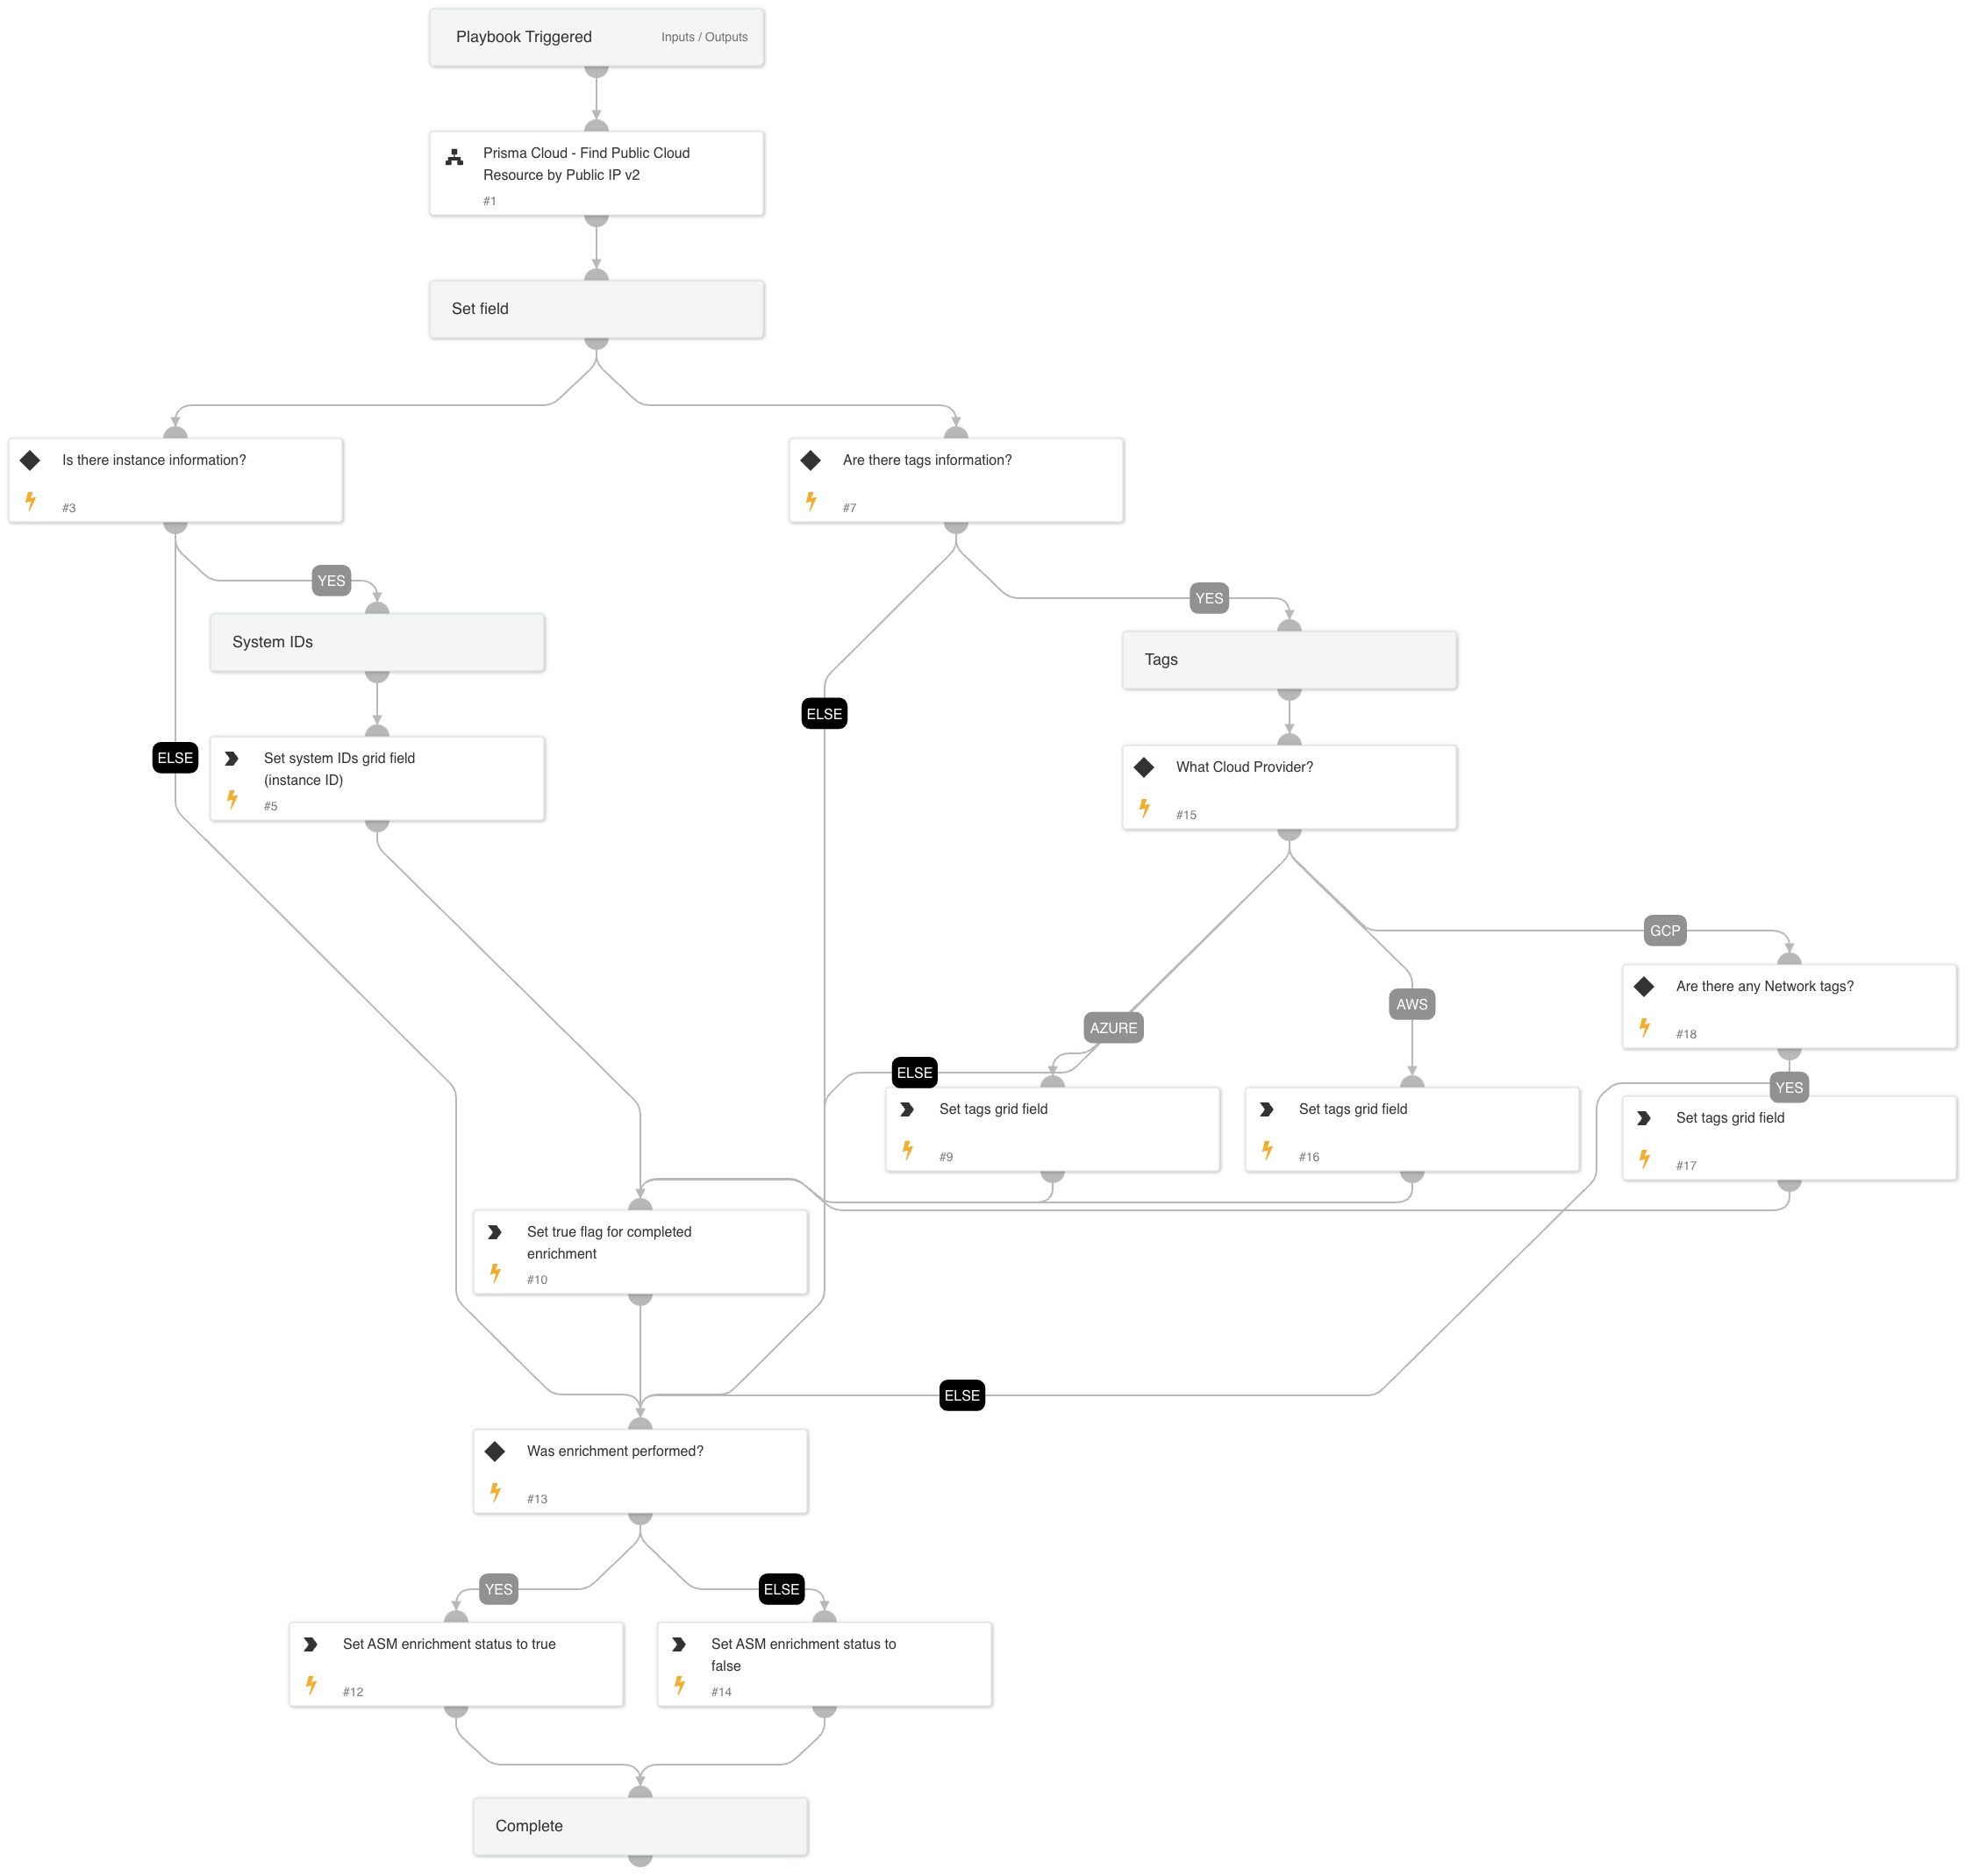 Playbook Triggered
Inputs / Outputs
Prisma Cloud - Find Public Cloud
Resource by Public IP v2
#1
Set field
Is there instance information?
#3
Are there tags information?
#7
YES
YES
System IDs
Tags
ELSE
ELSE
Set system IDs grid field
(instance ID)
#5
What Cloud Provider?
#15
GCP
AWS
AZURE
ELSE
Are there any Network tags?
#18
YES
Set tags grid field
#9
Set tags grid field
#16
Set tags grid field
#17
Set true flag for completed
enrichment
#10
ELSE
Was enrichment performed?
#13
YES
ELSE
Set ASM enrichment status to true
#12
Set ASM enrichment status to
false
#14
Complete